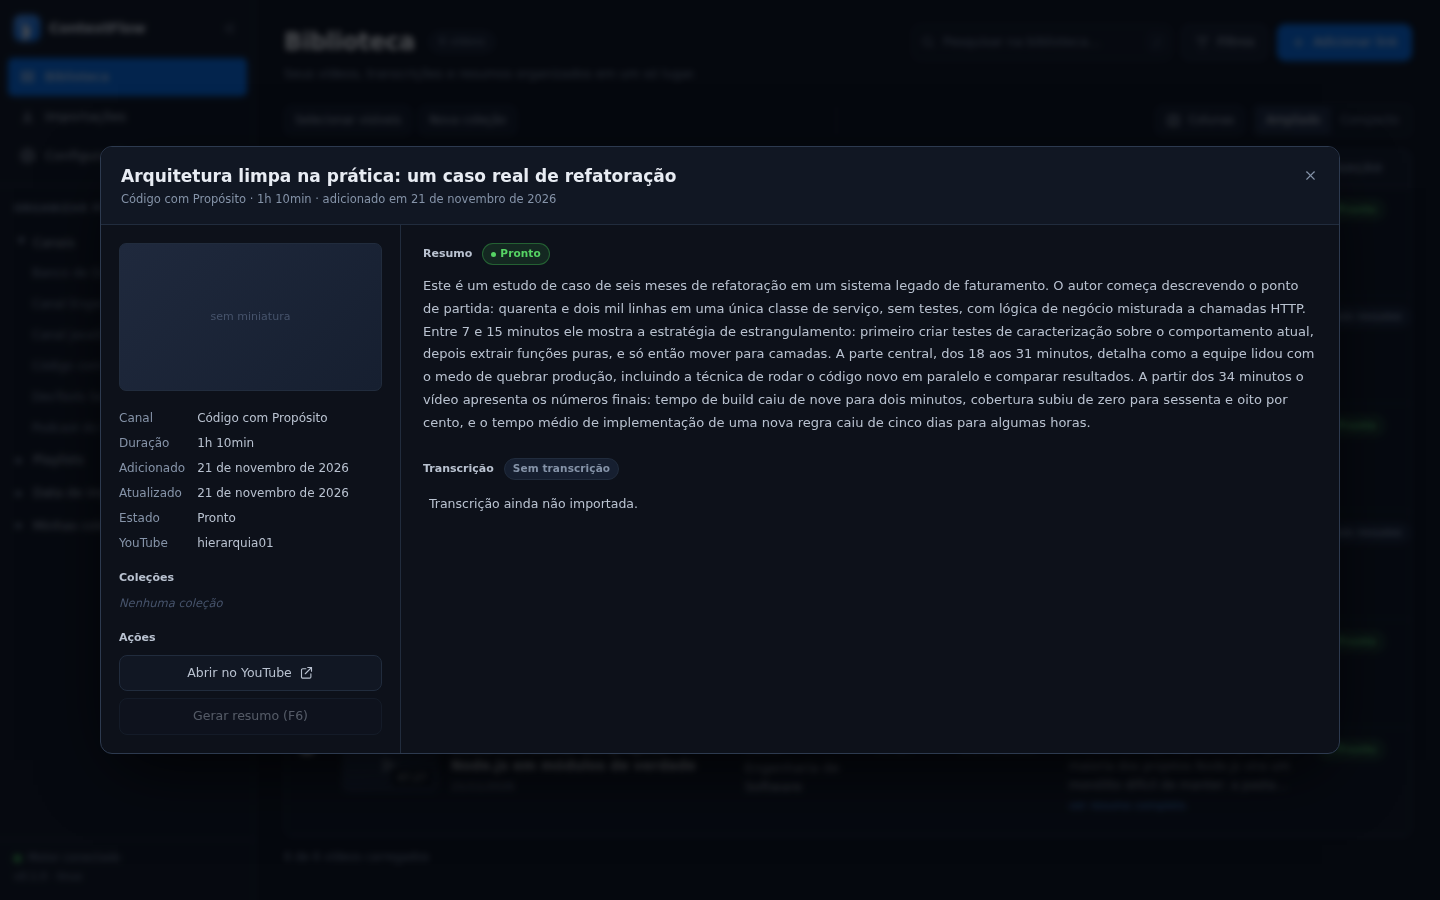 ContextFlow
Biblioteca
Biblioteca
Importações
Arquitetura limpa na prática: um caso real de refatoração
Código com Propósito · 1h 10min · adicionado em 21 de novembro de 2026
sem miniatura
Canal Código com Propósito
Duração 1h 10min
Adicionado 21 de novembro de 2026
Atualizado 21 de novembro de 2026
Estado Pronto
YouTube hierarquia01
Coleções
Nenhuma coleção
Ações
Abrir no YouTube
Gerar resumo (F6)
Resumo Pronto
Este é um estudo de caso de seis meses de refatoração em um sistema legado de faturamento. O autor começa descrevendo o ponto
de partida: quarenta e dois mil linhas em uma única classe de serviço, sem testes, com lógica de negócio misturada a chamadas HTTP.
Entre 7 e 15 minutos ele mostra a estratégia de estrangulamento: primeiro criar testes de caracterização sobre o comportamento atual,
depois extrair funções puras, e só então mover para camadas. A parte central, dos 18 aos 31 minutos, detalha como a equipe lidou com
o medo de quebrar produção, incluindo a técnica de rodar o código novo em paralelo e comparar resultados. A partir dos 34 minutos o
vídeo apresenta os números finais: tempo de build caiu de nove para dois minutos, cobertura subiu de zero para sessenta e oito por
cento, e o tempo médio de implementação de uma nova regra caiu de cinco dias para algumas horas.
Transcrição Sem transcrição
Transcrição ainda não importada.